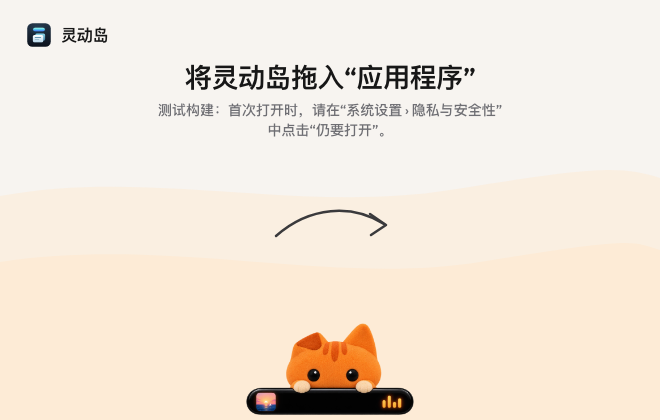 灵动岛
将灵动岛拖入“应用程序”
测试构建：首次打开时，请在“系统设置 › 隐私与安全性”
中点击“仍要打开”。